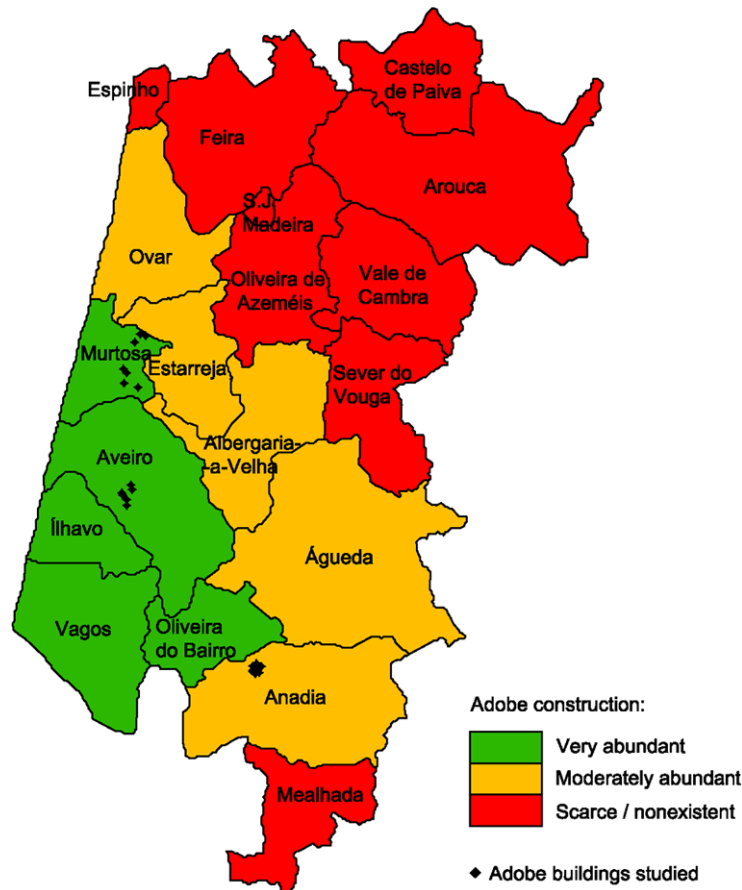 Espinho
Castelo
de Paiva
Feira
Arouca
S.J.
Madeira
Ovar
Oliveira de
Azeméis
Vale de
Cambra
Murtosa
Estarreja
Sever do
Vouga
Aveiro
Albergaria-
-a-Velha
Ílhavo
Águeda
Vagos
Oliveira
do Bairro
Anadia
Mealhada
Adobe construction:
Very abundant
Moderately abundant
Scarce / nonexistent
Adobe buildings studied